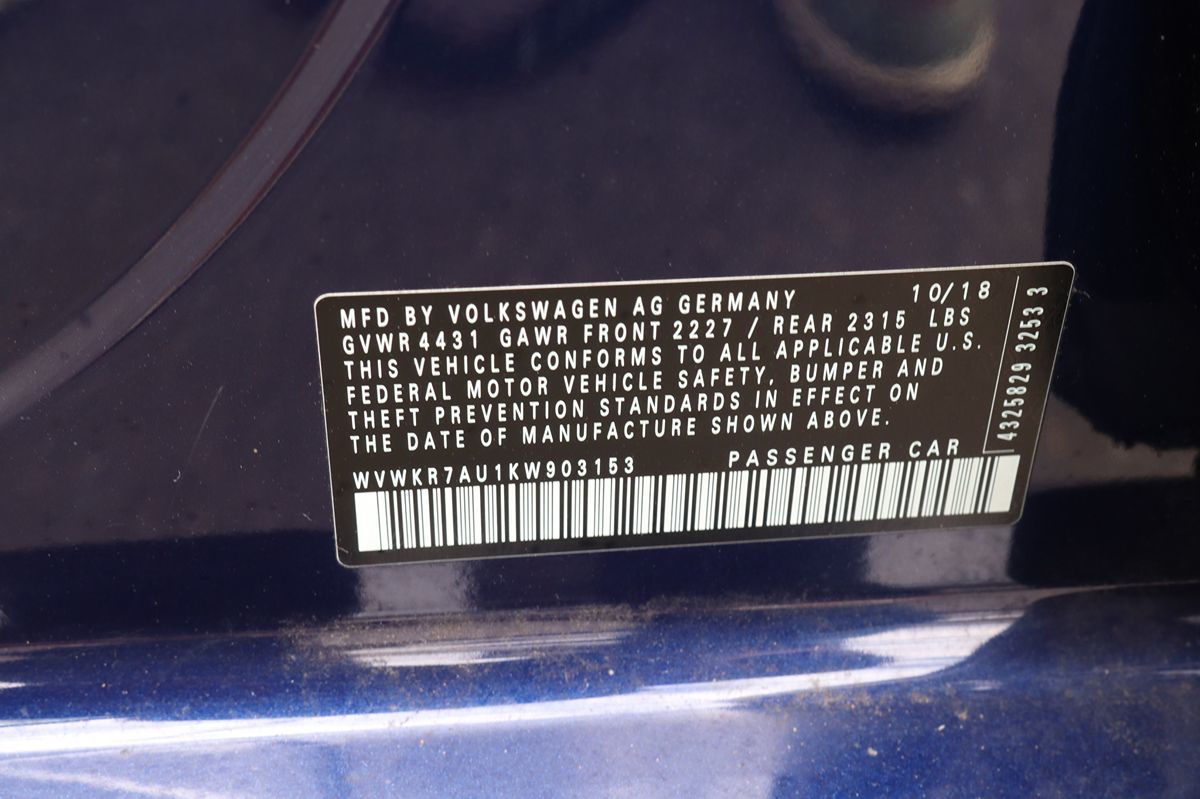 MFD BY VOLKSWAGEN AG GERMANY 10/18
GVWR 4431 GAWR FRONT 2227 / REAR 2315 LBS
THIS VEHICLE CONFORMS TO ALL APPLICABLE U.S.
FEDERAL MOTOR VEHICLE SAFETY, BUMPER AND
THEFT PREVENTION STANDARDS IN EFFECT ON
THE DATE OF MANUFACTURE SHOWN ABOVE.
WVWKR7AU1KW903153 PASSENGER CAR
4325829 3253 3